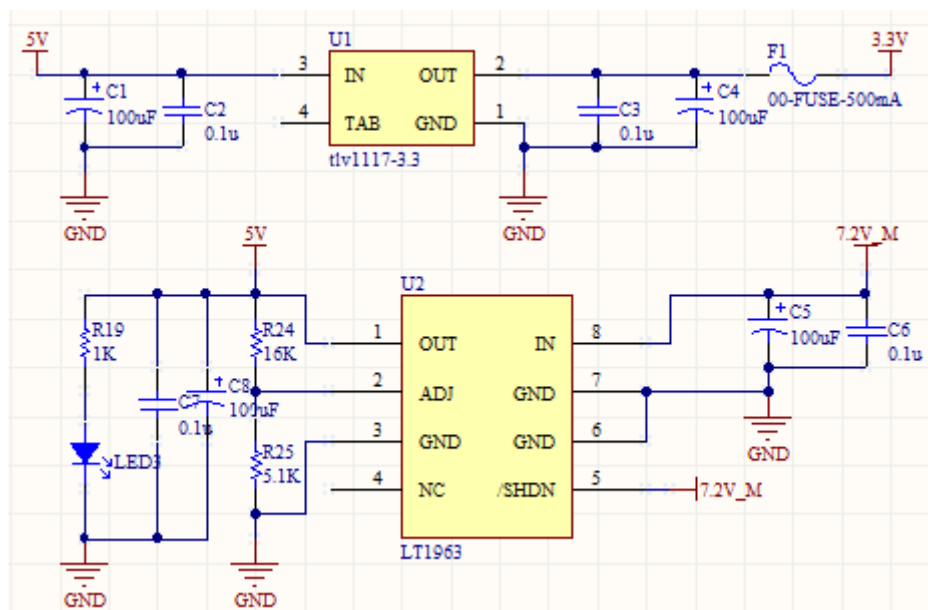 5V
U1
F1
3.3V
3
IN
OUT
2
C1
100uF
C2
0.1u
4
TAB
GND
1
C3
0.1u
C4
100uF
00-FUSE-500mA
tlv1117-3.3
GND
GND
5V
7.2V_M
U2
R19
1K
R24
16K
1
OUT
IN
8
C5
100uF
C6
0.1u
C7
0.1u
C8
100uF
2
ADJ
GND
7
3
GND
GND
6
GND
LED3
R25
5.1K
4
NC
/SHDN
5
7.2V_M
LT1963
GND
GND